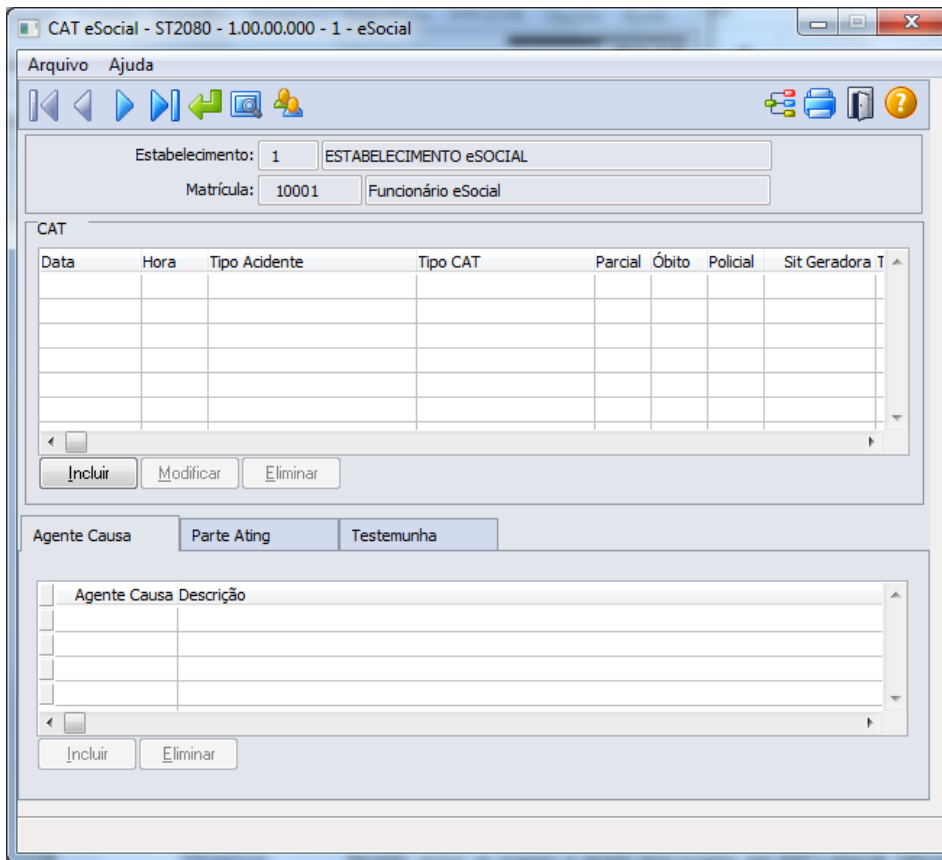 CAT eSocial - ST2080 - 1.00.00.000 - 1 - eSocial
Arquivo Ajuda
Estabelecimento: 1 ESTABELECIMENTO eSOCIAL
Matrícula: 10001 Funcionário eSocial
CAT
Data Hora Tipo Acidente Tipo CAT Parcial Óbito Policial Sit Geradora T
Incluir Modificar Eliminar
Agente Causa Parte Ating Testemunha
Agente Causa Descrição
Incluir Eliminar